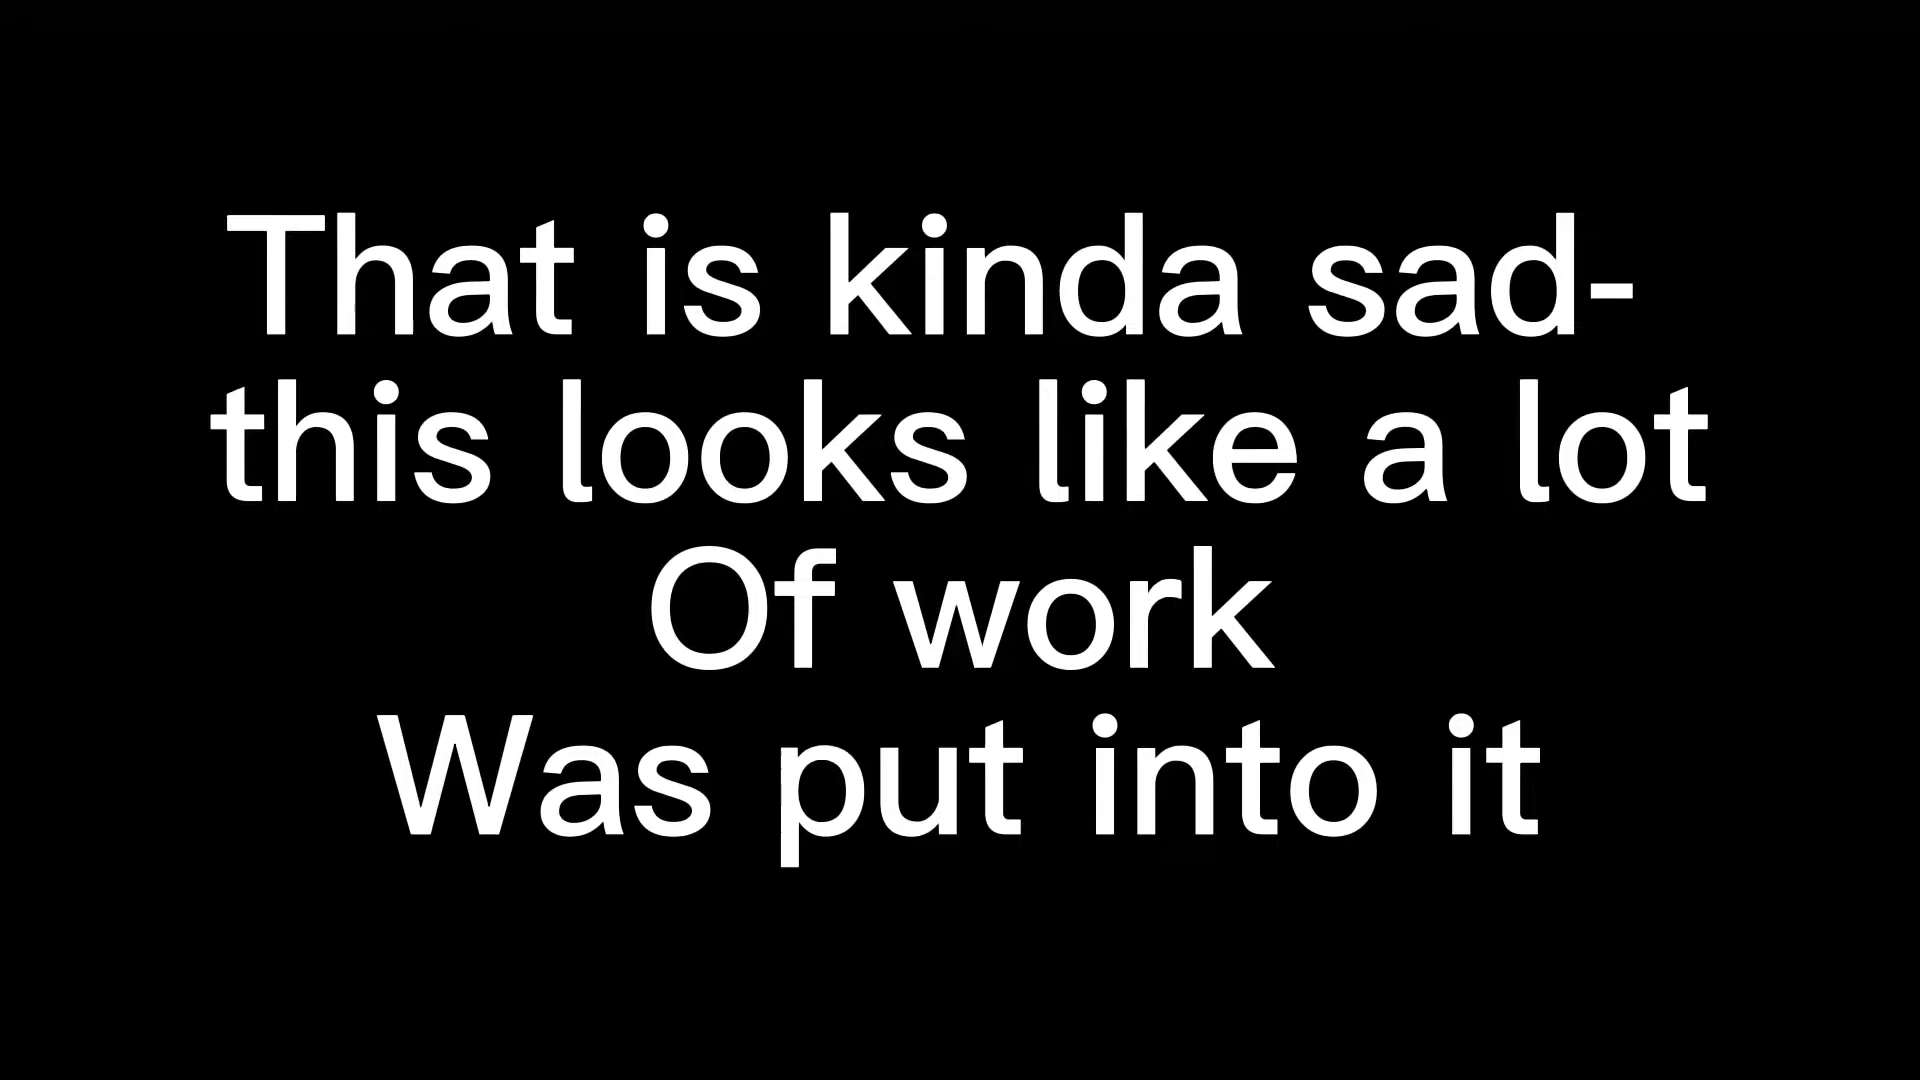 That is kinda sad-
this looks like a lot
Of work
Was put into it